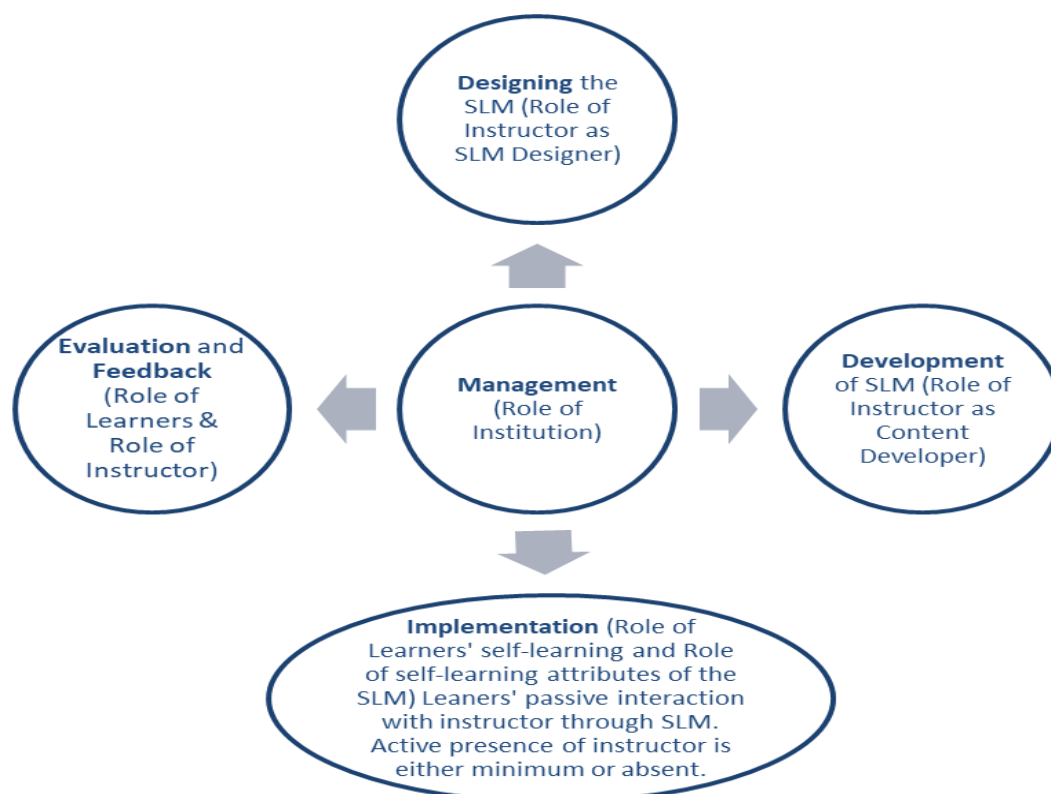 Designing the
SLM (Role of
Instructor as
SLM Designer)
Evaluation and
Feedback
(Role of
Learners &
Role of
Instructor)
Management
(Role of
Institution)
Development
of SLM (Role of
Instructor as
Content
Developer)
Implementation (Role of
Learners' self-learning and Role
of self-learning attributes of the
SLM) Leaners' passive interaction
with instructor through SLM.
Active presence of instructor is
either minimum or absent.